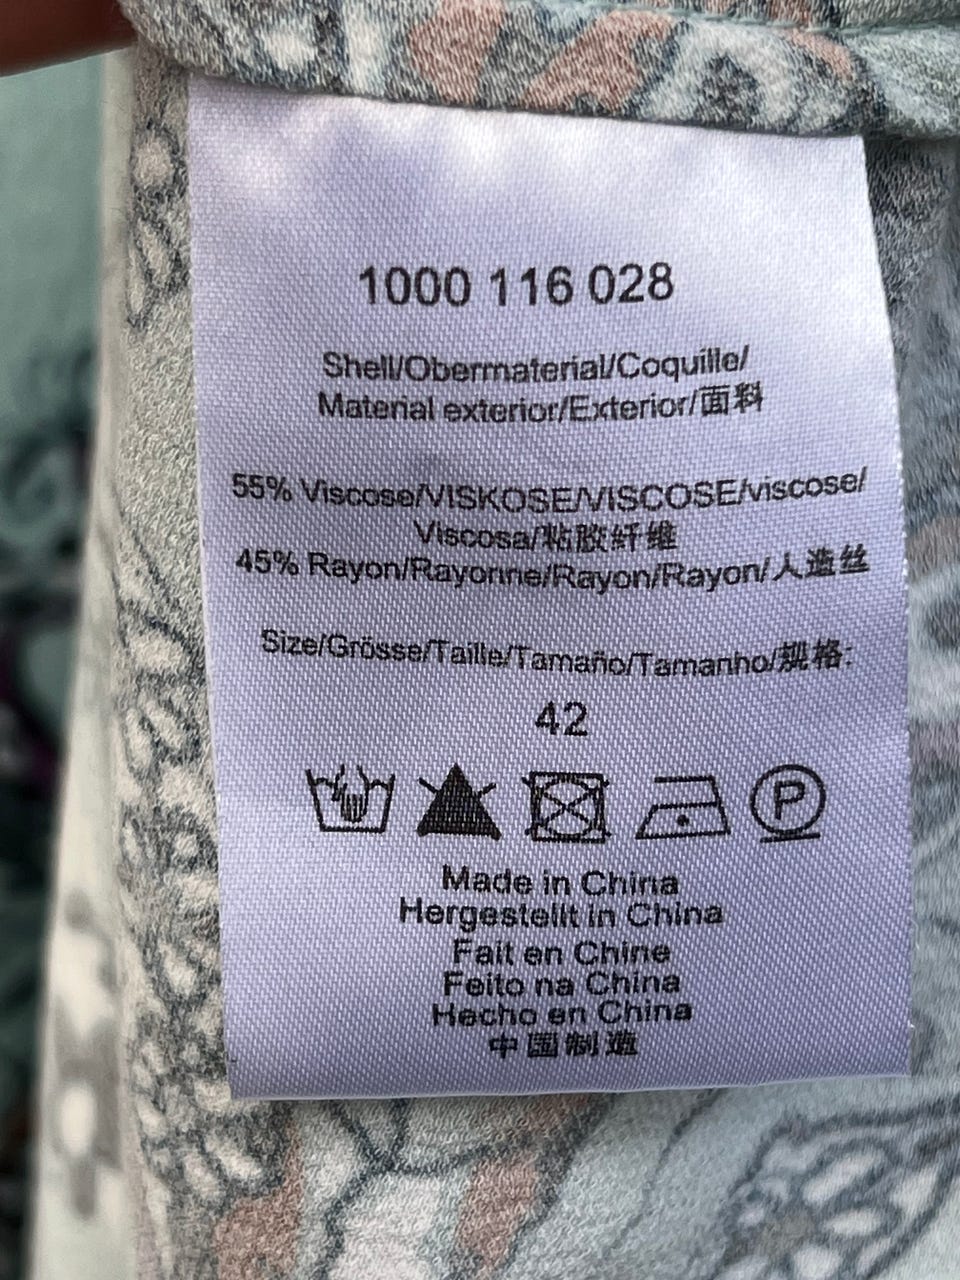 1000 116 028
Shell/Obermaterial/Coquille/
Material exterior/Exterior/面料
55% Viscose/VISKOSE/VISCOSE/viscose/
Viscosa/粘胶纤维
45% Rayon/Rayonne/Rayon/Rayon/人造丝
Size/Grösse/Taille/Tamaño/Tamanho/规格:
42
P
Made in China
Hergestellt in China
Fait en Chine
Feito na China
Hecho en China
中国制造